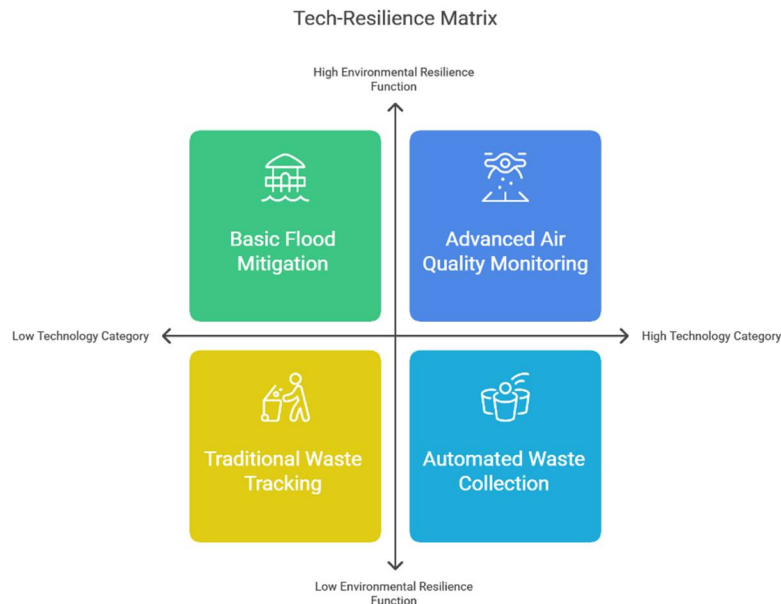 Tech-Resilience Matrix
High Environmental Resilience
Function
Basic Flood
Mitigation
Advanced Air
Quality Monitoring
Low Technology Category
High Technology Category
Traditional Waste
Tracking
Automated Waste
Collection
Low Environmental Resilience
Function